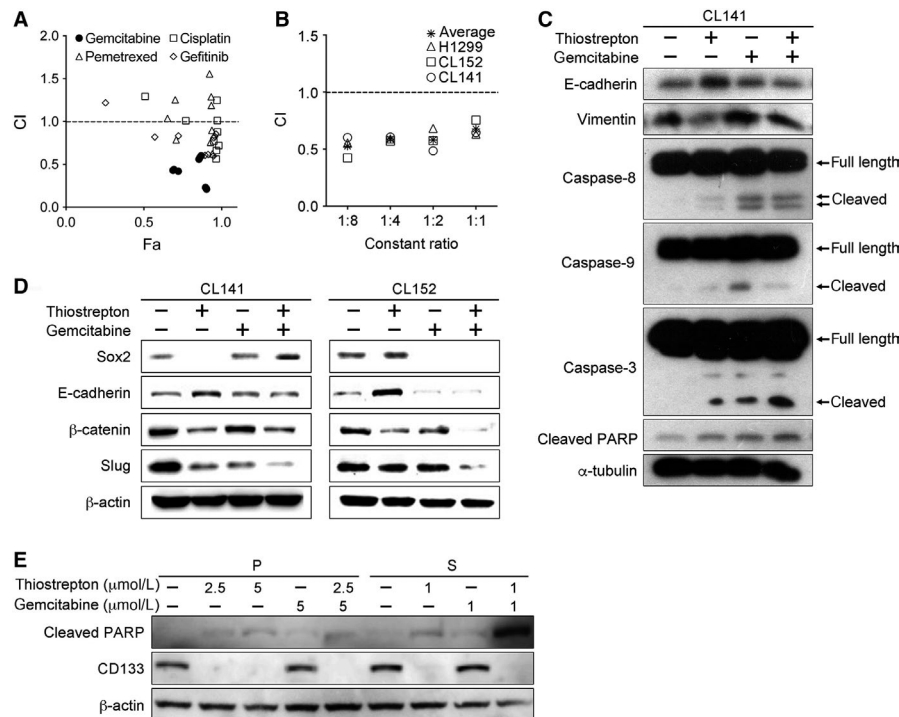 A
● Gemcitabine □ Cisplatin
△ Pemetrexed ◇ Gefitinib
2.0
1.5
1.0
0.5
0.0
CI
0.0 0.5 1.0
Fa
B
Average
H1299
CL152
CL141
1.5
1.0
0.5
0.0
CI
1:8 1:4 1:2 1:1
Constant ratio
C
CL141
Thiostrepton − + − +
Gemcitabine − − + +
E-cadherin
Vimentin
Caspase-8
Full length
Cleaved
Caspase-9
Full length
Cleaved
Caspase-3
Full length
Cleaved
Cleaved PARP
α-tubulin
D
CL141 CL152
Thiostrepton − + − + − + − +
Gemcitabine − − + + − − + +
Sox2
E-cadherin
β-catenin
Slug
β-actin
E
P S
Thiostrepton (μmol/L) − 2.5 5 − 2.5 − 1 − 1
Gemcitabine (μmol/L) − − − 5 5 − − 1 1
Cleaved PARP
CD133
β-actin